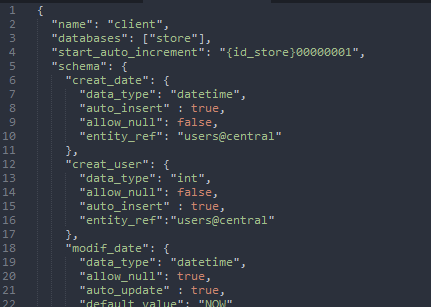 1 {
2 "name": "client",
3 "databases": ["store"],
4 "start_auto_increment": "{id_store}00000001",
5 "schema": {
6 "creat_date": {
7 "data_type": "datetime",
8 "auto_insert" : true,
9 "allow_null": false,
10 "entity_ref": "users@central"
11 },
12 "creat_user": {
13 "data_type": "int",
14 "allow_null": false,
15 "auto_insert" : true,
16 "entity_ref":"users@central"
17 },
18 "modif_date": {
19 "data_type": "datetime",
20 "allow_null": true,
21 "auto_update" : true,
22 "default_value": "NOW"